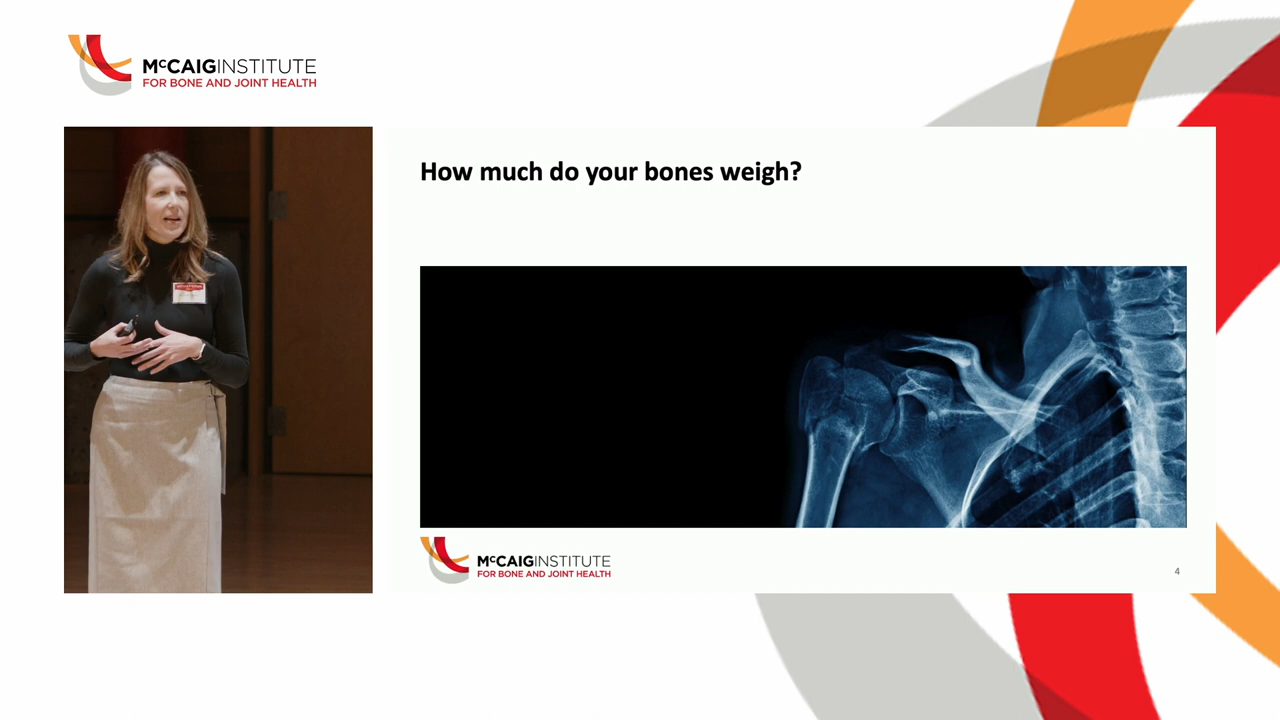 McCAIGINSTITUTE
FOR BONE AND JOINT HEALTH
How much do your bones weigh?
McCAIGINSTITUTE
FOR BONE AND JOINT HEALTH
4